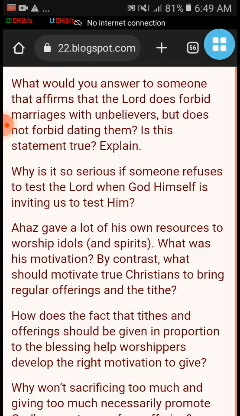 81% 6:49 AM
0:0KB/s U:0KB/s No internet connection
22.blogspot.com
56
What would you answer to someone
that affirms that the Lord does forbid
marriages with unbelievers, but does
not forbid dating them? Is this
statement true? Explain.
Why is it so serious if someone refuses
to test the Lord when God Himself is
inviting us to test Him?
Ahaz gave a lot of his own resources to
worship idols (and spirits). What was
his motivation? By contrast, what
should motivate true Christians to bring
regular offerings and the tithe?
How does the fact that tithes and
offerings should be given in proportion
to the blessing help worshippers
develop the right motivation to give?
Why won't sacrificing too much and
giving too much necessarily promote